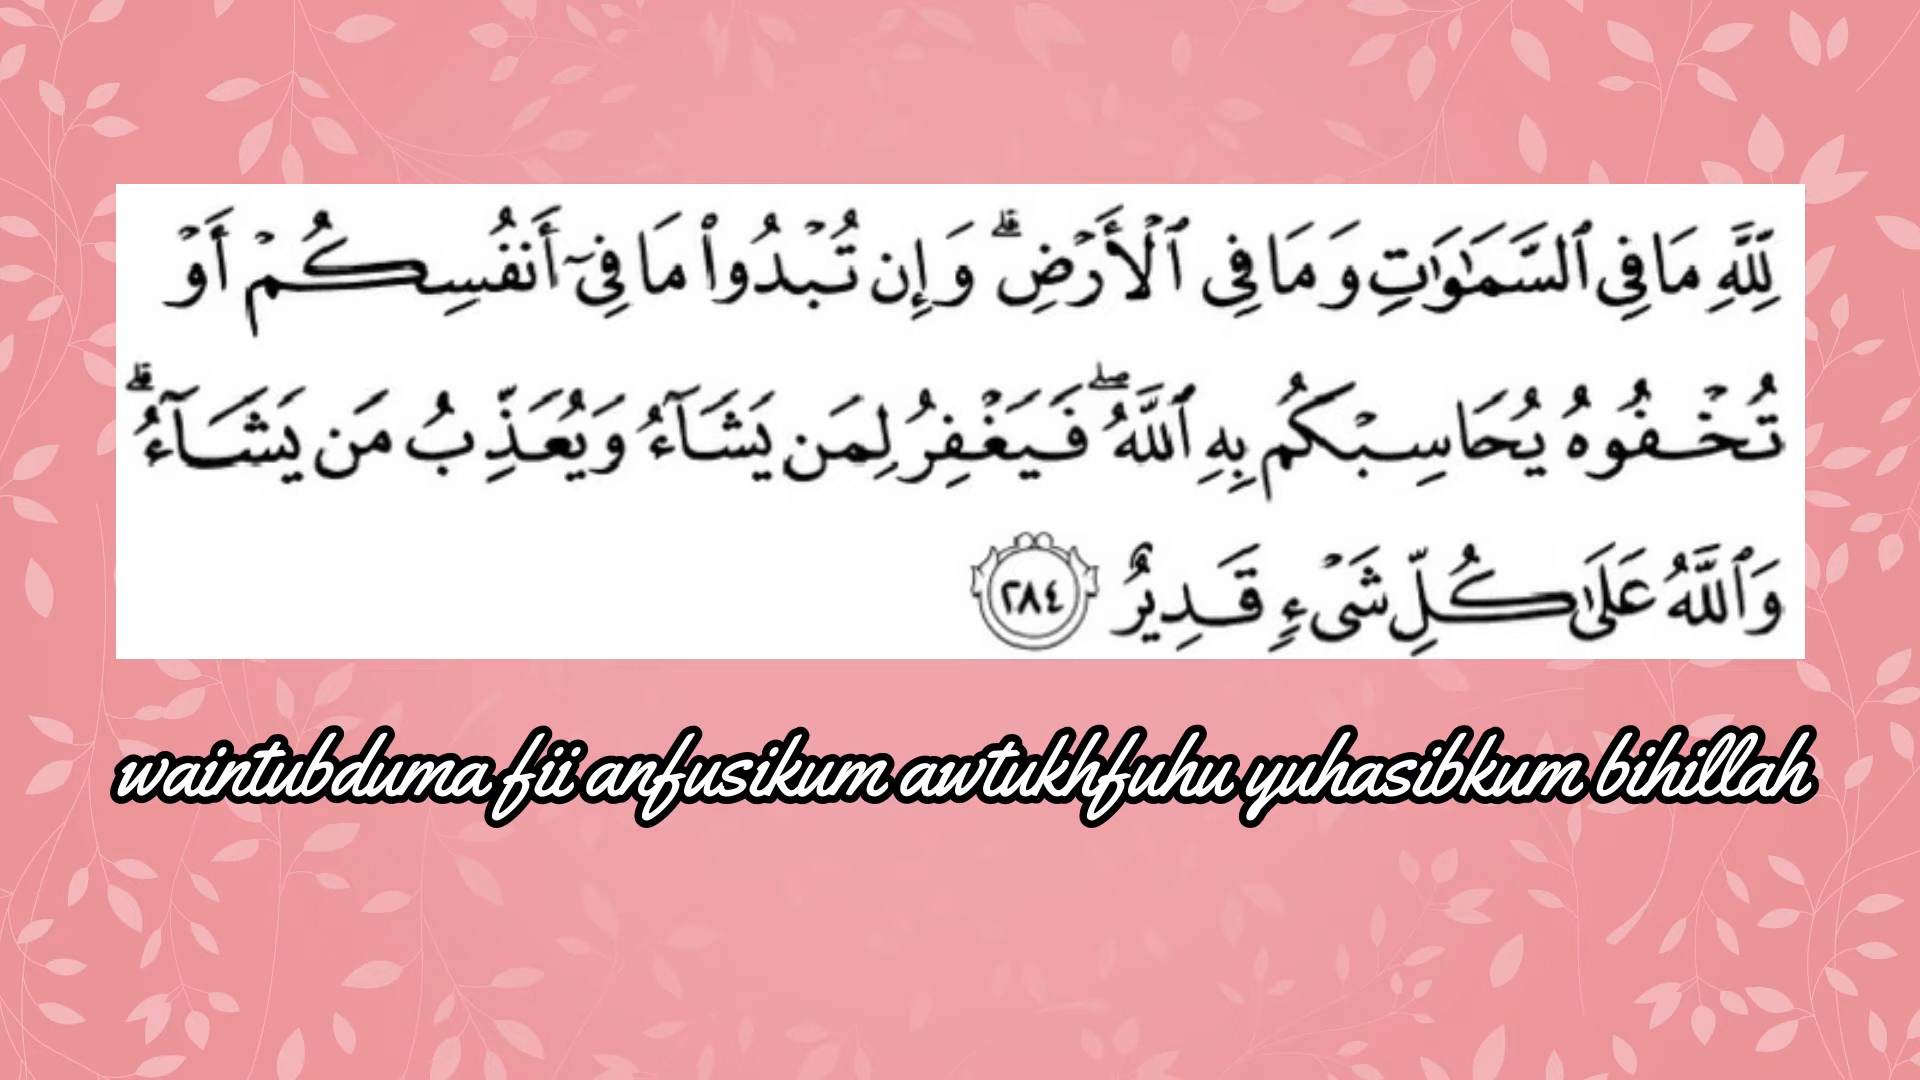 لِّلَّهِ مَا فِى ٱلسَّمَـٰوَٰتِ وَمَا فِى ٱلْأَرْضِ ۗ وَإِن تُبْدُوا۟ مَا فِىٓ أَنفُسِكُمْ أَوْ
تُخْفُوهُ يُحَاسِبْكُم بِهِ ٱللَّهُ ۖ فَيَغْفِرُ لِمَن يَشَآءُ وَيُعَذِّبُ مَن يَشَآءُ ۗ
وَٱللَّهُ عَلَىٰ كُلِّ شَىْءٍ قَدِيرٌ ٢٨٤
waintubduma fii anfusikum awtukhfuhu yuhasibkum bihillah